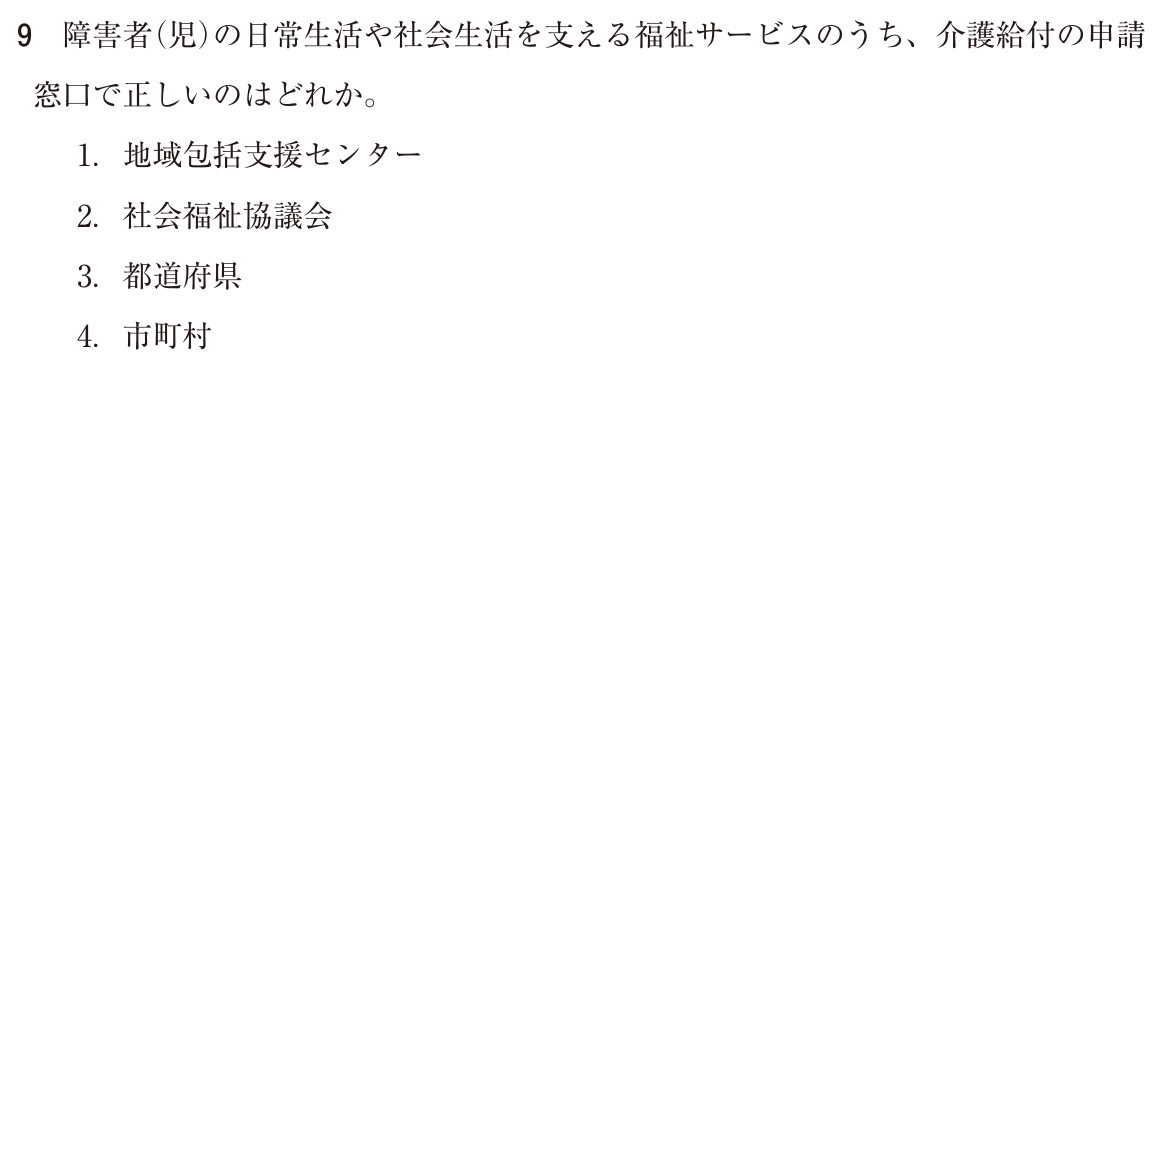 9 障害者(児)の日常生活や社会生活を支える福祉サービスのうち、介護給付の申請
窓口で正しいのはどれか。
1. 地域包括支援センター
2. 社会福祉協議会
3. 都道府県
4. 市町村